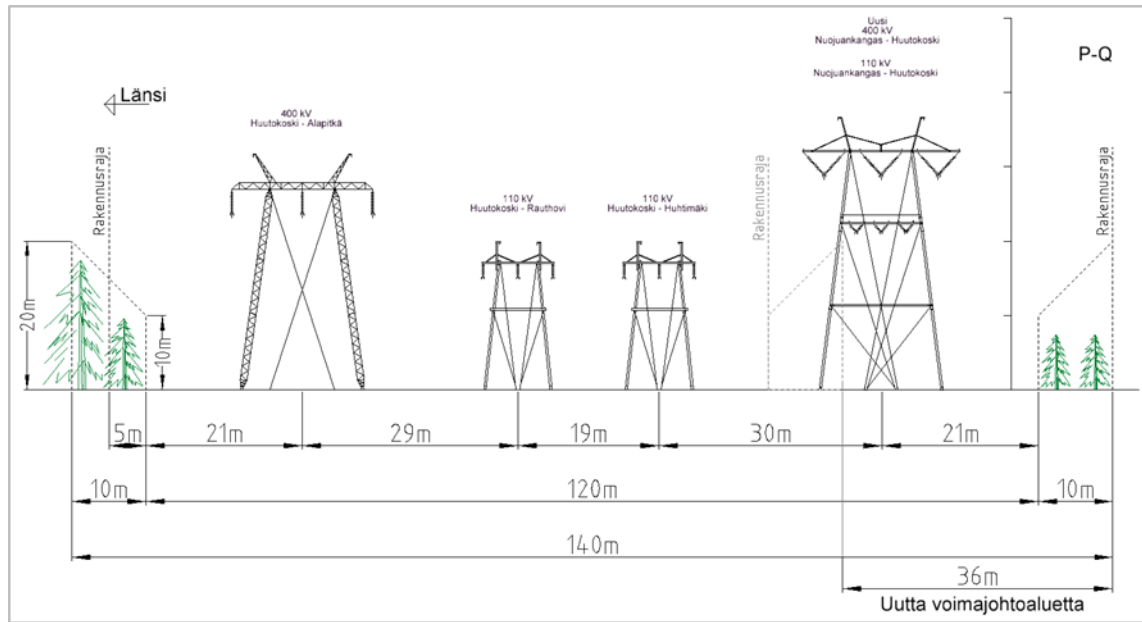 Uusi
400 kV
Nuojuankangas - Huutokoski
110 kV
Nuojuankangas - Huutokoski
P-Q
Länsi
400 kV
Huutokoski - Alapitkä
110 kV
Huutokoski - Rauthovi
110 kV
Huutokoski - Huhtimäki
Rakennusraja
Rakennusraja
Rakennusraja
20m
10m
5m
21m
29m
19m
30m
21m
10m
120m
10m
140m
36m
Uutta voimajohtoaluetta